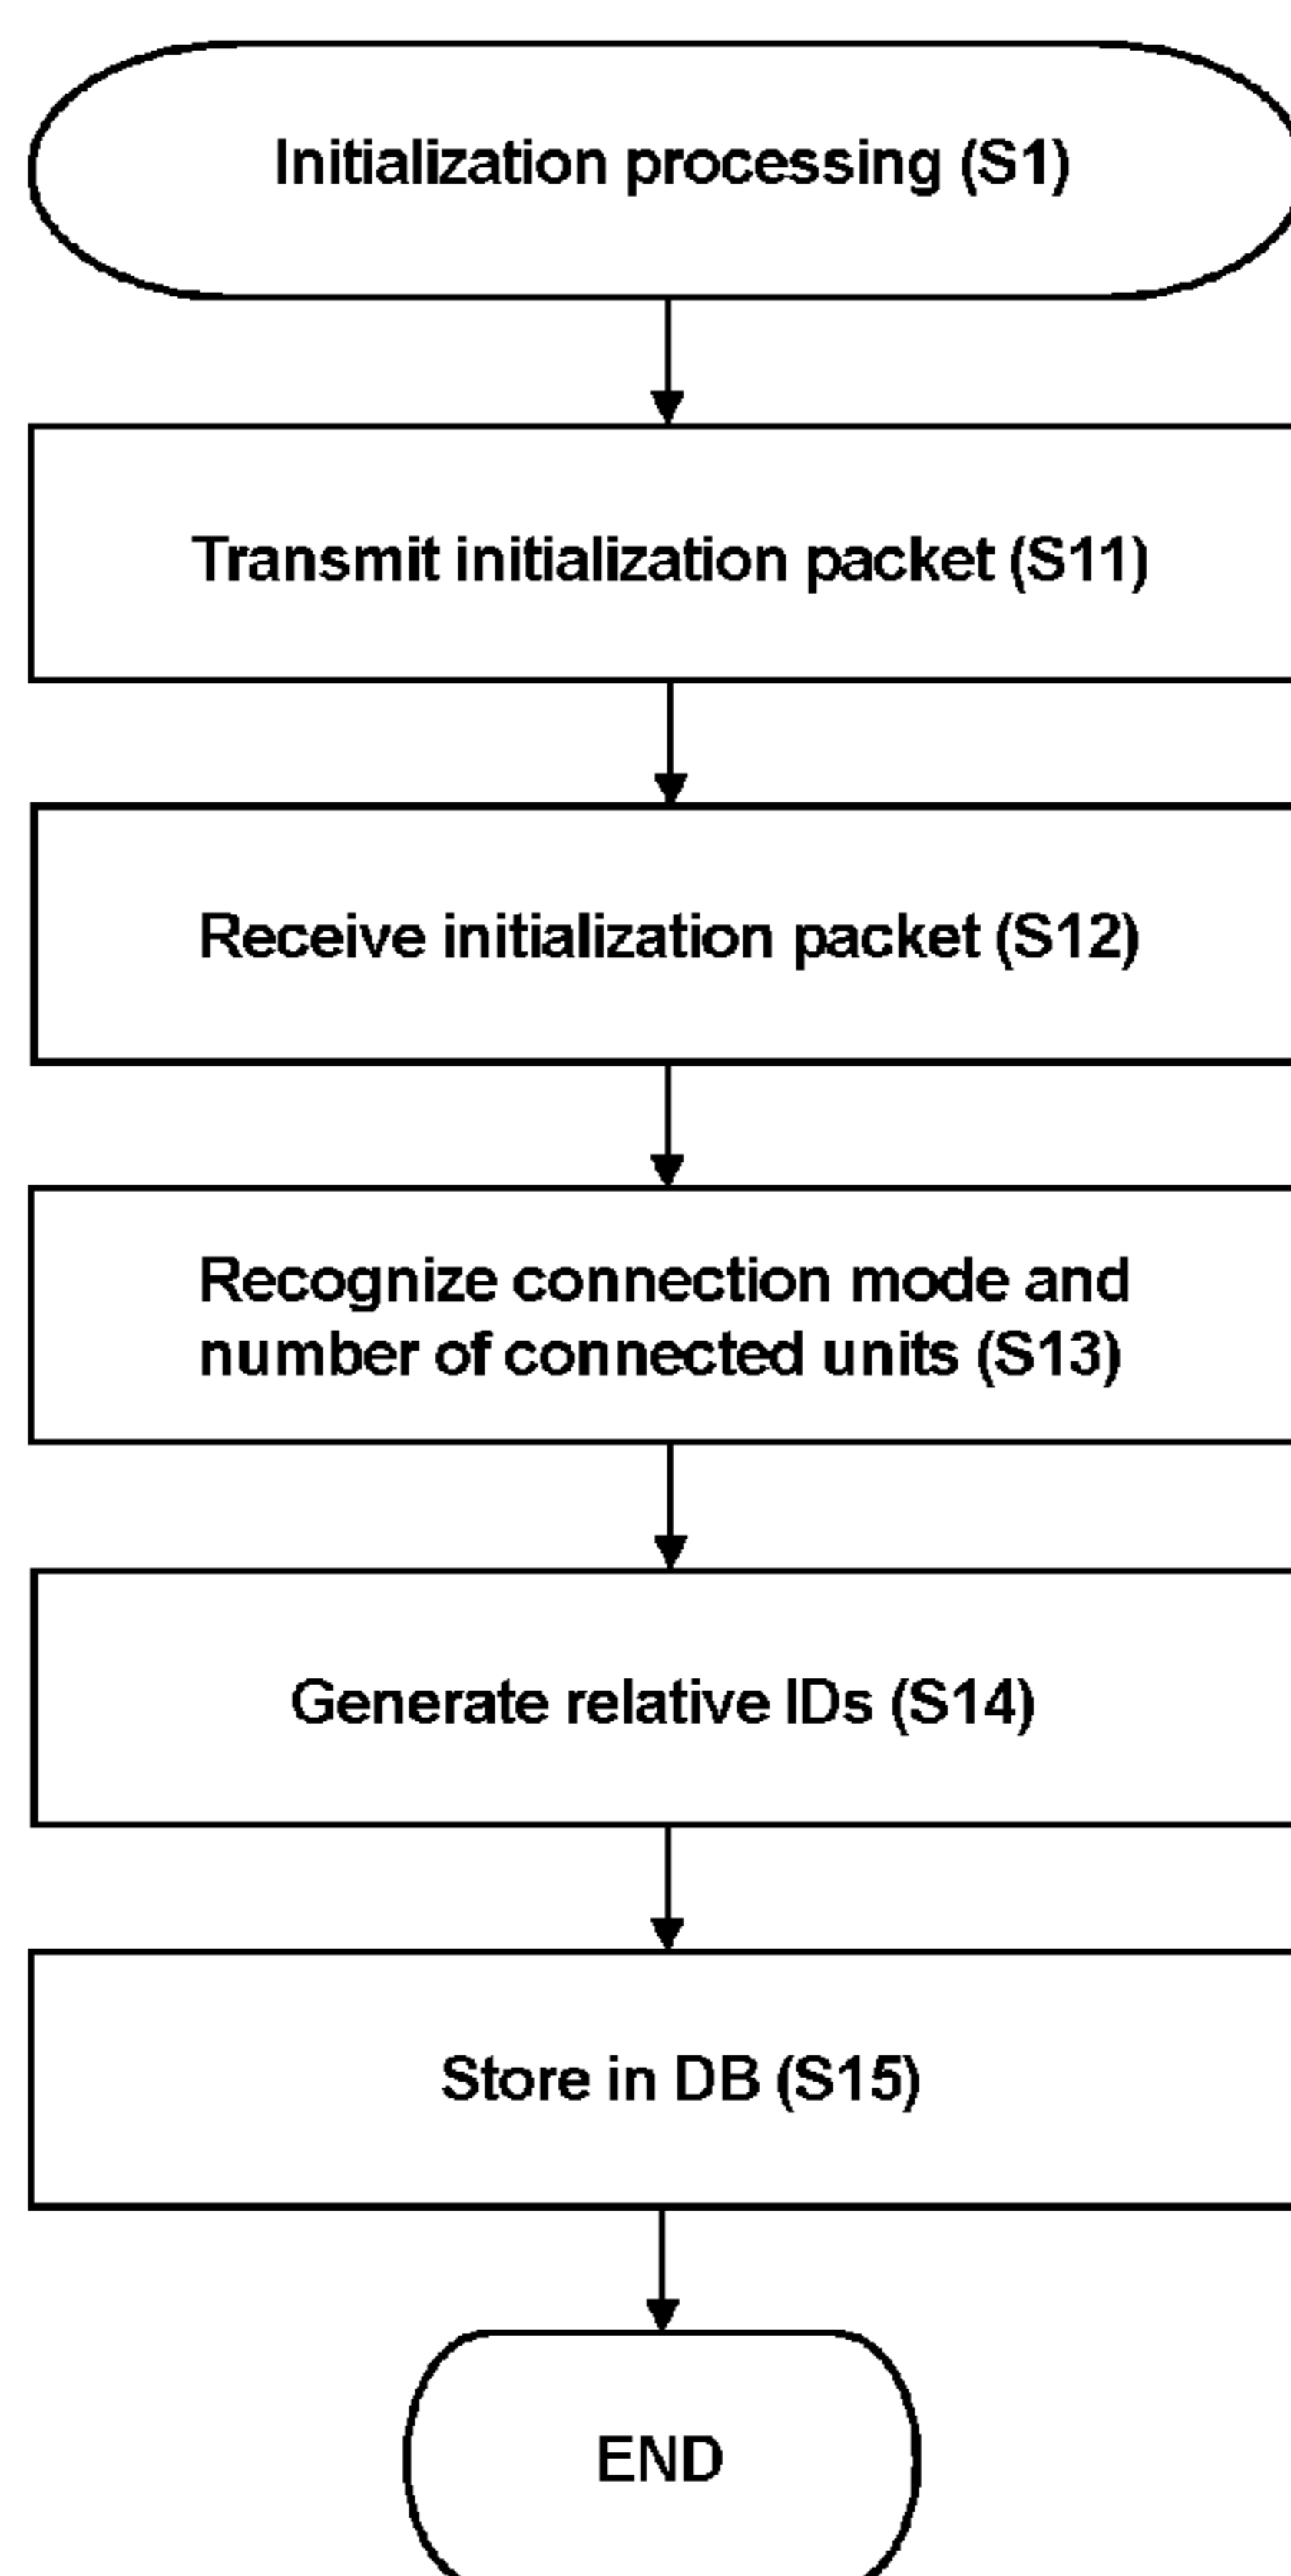 Initialization processing (S1)
Transmit initialization packet (S11)
Receive initialization packet (S12)
Recognize connection mode and
number of connected units (S13)
Generate relative IDs (S14)
Store in DB (S15)
END